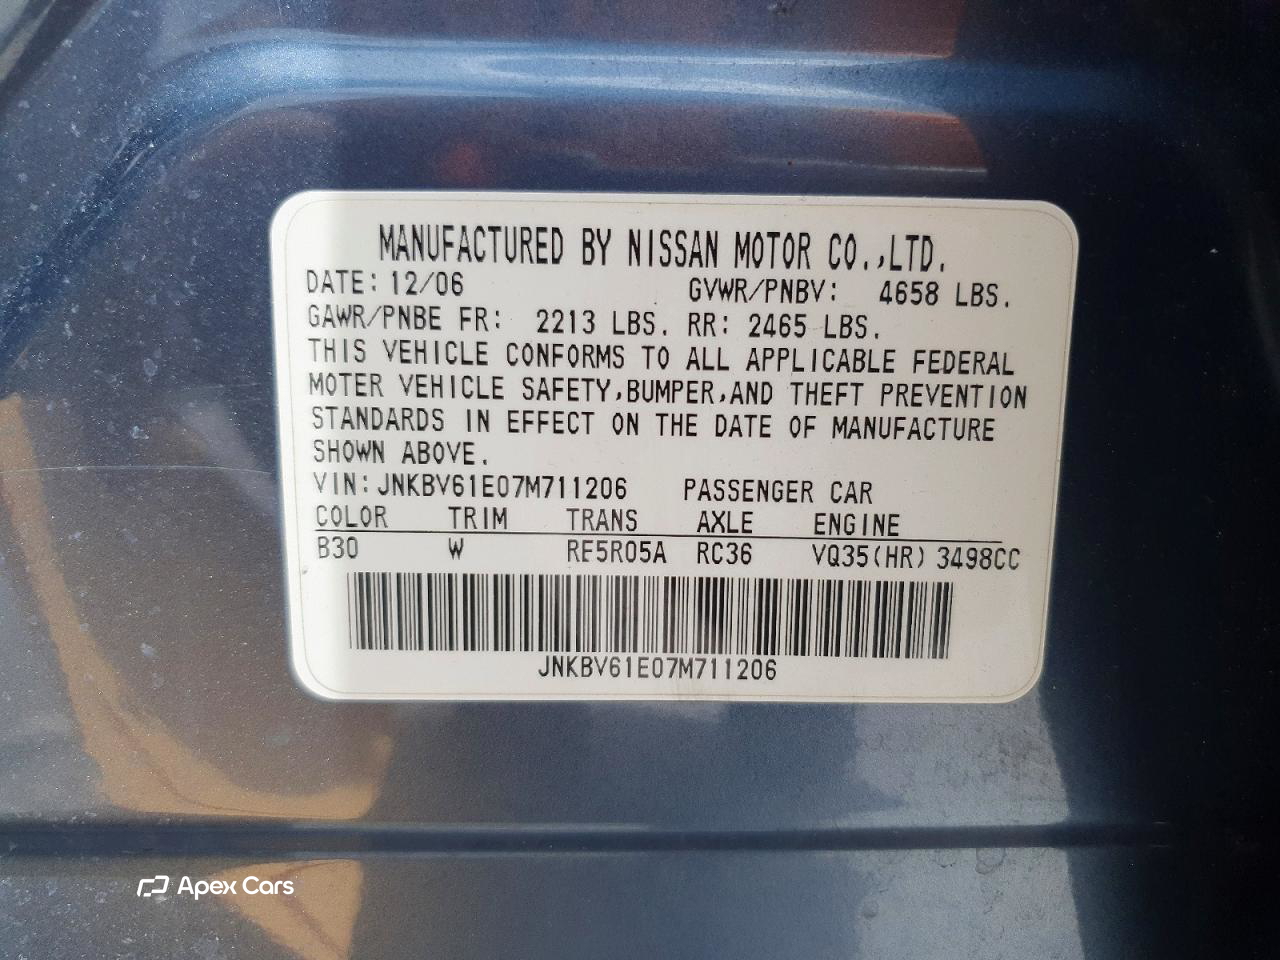 MANUFACTURED BY NISSAN MOTOR CO.,LTD.
DATE: 12/06 GVWR/PNBV: 4658 LBS.
GAWR/PNBE FR: 2213 LBS. RR: 2465 LBS.
THIS VEHICLE CONFORMS TO ALL APPLICABLE FEDERAL
MOTER VEHICLE SAFETY,BUMPER,AND THEFT PREVENTION
STANDARDS IN EFFECT ON THE DATE OF MANUFACTURE
SHOWN ABOVE.
VIN: JNKBV61E07M711206 PASSENGER CAR
COLOR TRIM TRANS AXLE ENGINE
B30 W RE5R05A RC36 VQ35(HR) 3498CC
JNKBV61E07M711206
Apex Cars